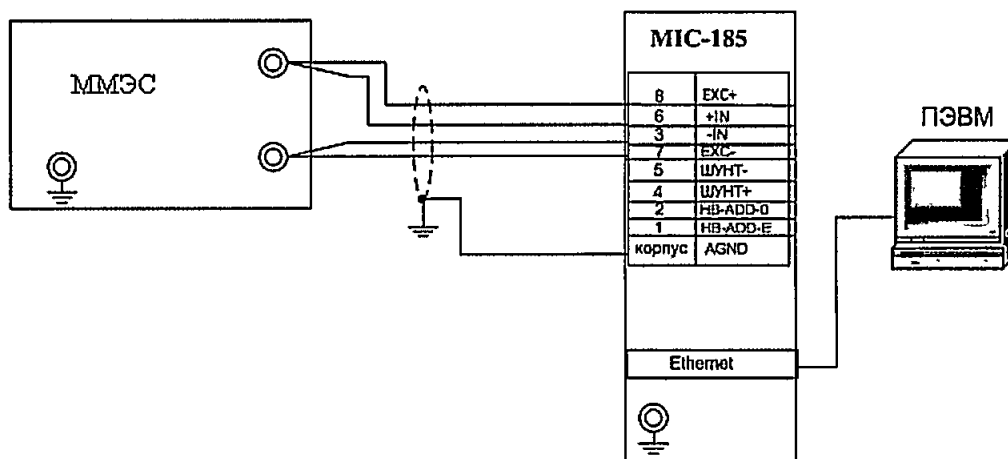 MIC-185
ММЭС
8 EXC+
6 +IN
3 -IN
7 EXC-
5 ШУНТ-
4 ШУНТ+
2 HB-ADD-0
1 HB-ADD-E
корпус AGND
ПЭВМ
Ethernet